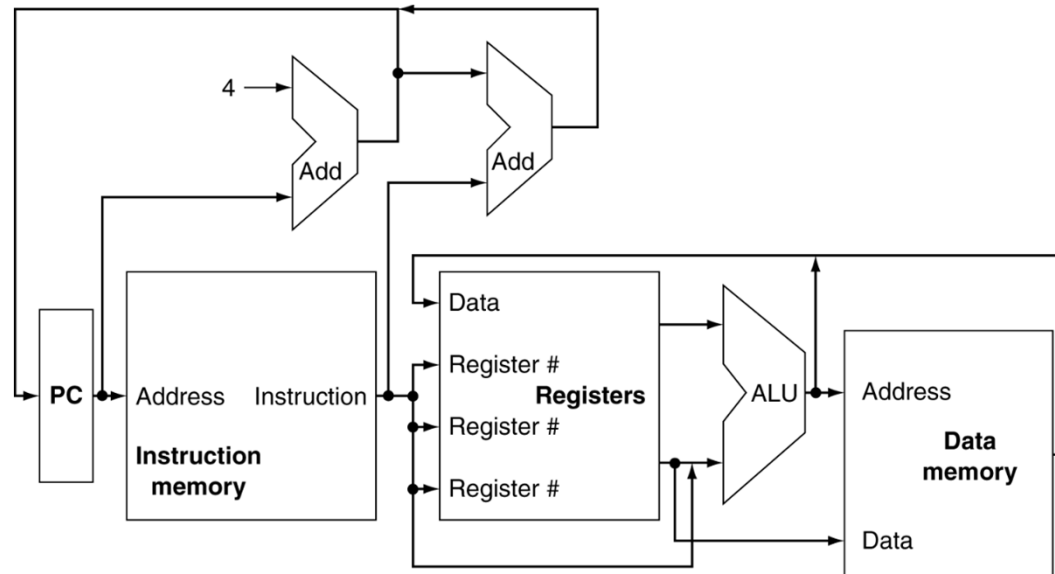 4
Add
Add
Data
Register #
PC
Address
Instruction
Registers
ALU
Address
Register #
Instruction
memory
Data
memory
Register #
Data